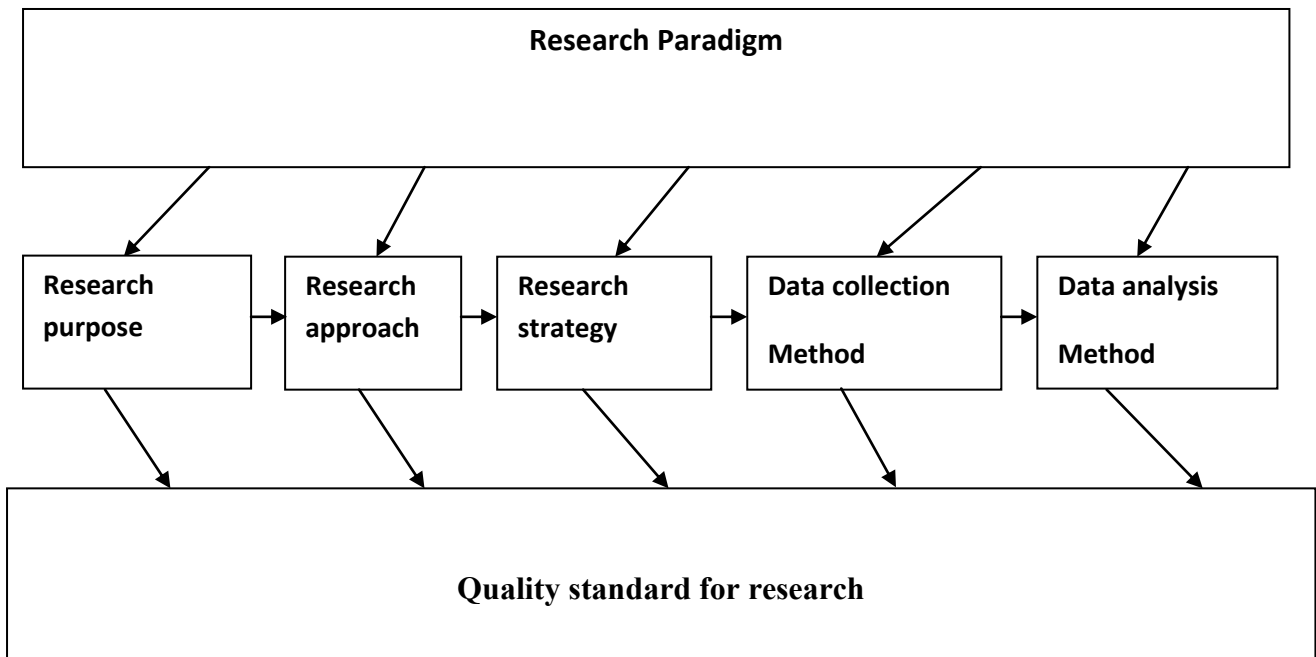 Research Paradigm
Research
purpose
Research
approach
Research
strategy
Data collection
Method
Data analysis
Method
Quality standard for research